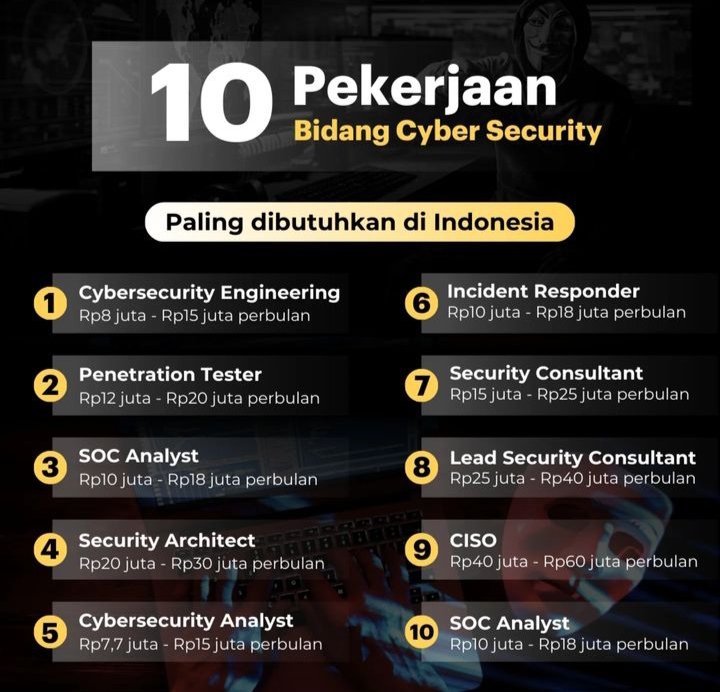 10 Pekerjaan
Bidang Cyber Security
Paling dibutuhkan di Indonesia
1 Cybersecurity Engineering
Rp8 juta - Rp15 juta perbulan
2 Penetration Tester
Rp12 juta - Rp20 juta perbulan
3 SOC Analyst
Rp10 juta - Rp18 juta perbulan
4 Security Architect
Rp20 juta - Rp30 juta perbulan
5 Cybersecurity Analyst
Rp7,7 juta - Rp15 juta perbulan
6 Incident Responder
Rp10 juta - Rp18 juta perbulan
7 Security Consultant
Rp15 juta - Rp25 juta perbulan
8 Lead Security Consultant
Rp25 juta - Rp40 juta perbulan
9 CISO
Rp40 juta - Rp60 juta perbulan
10 SOC Analyst
Rp10 juta - Rp18 juta perbulan